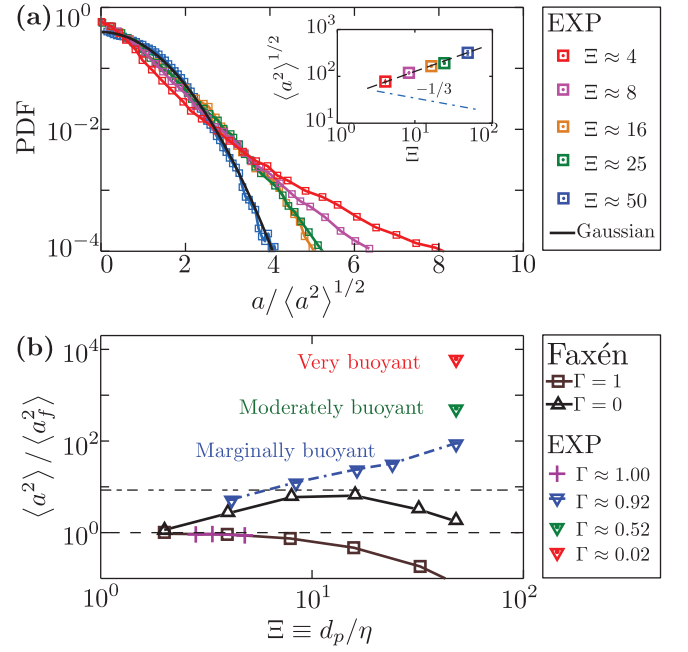 (a)
10^0
10^-2
10^-4
PDF
0
2
4
6
8
10
a/⟨a^2⟩^1/2
⟨a^2⟩^1/2
10^3
10^2
10^1
-1/3
10^0
10^1
10^2
Ξ
EXP
Ξ ≈ 4
Ξ ≈ 8
Ξ ≈ 16
Ξ ≈ 25
Ξ ≈ 50
Gaussian
(b)
⟨a^2⟩ / ⟨a_f^2⟩
10^4
10^2
10^0
Very buoyant
Moderately buoyant
Marginally buoyant
10^0
10^1
10^2
Ξ ≡ d_p/η
Faxén
Γ = 1
Γ = 0
EXP
Γ ≈ 1.00
Γ ≈ 0.92
Γ ≈ 0.52
Γ ≈ 0.02